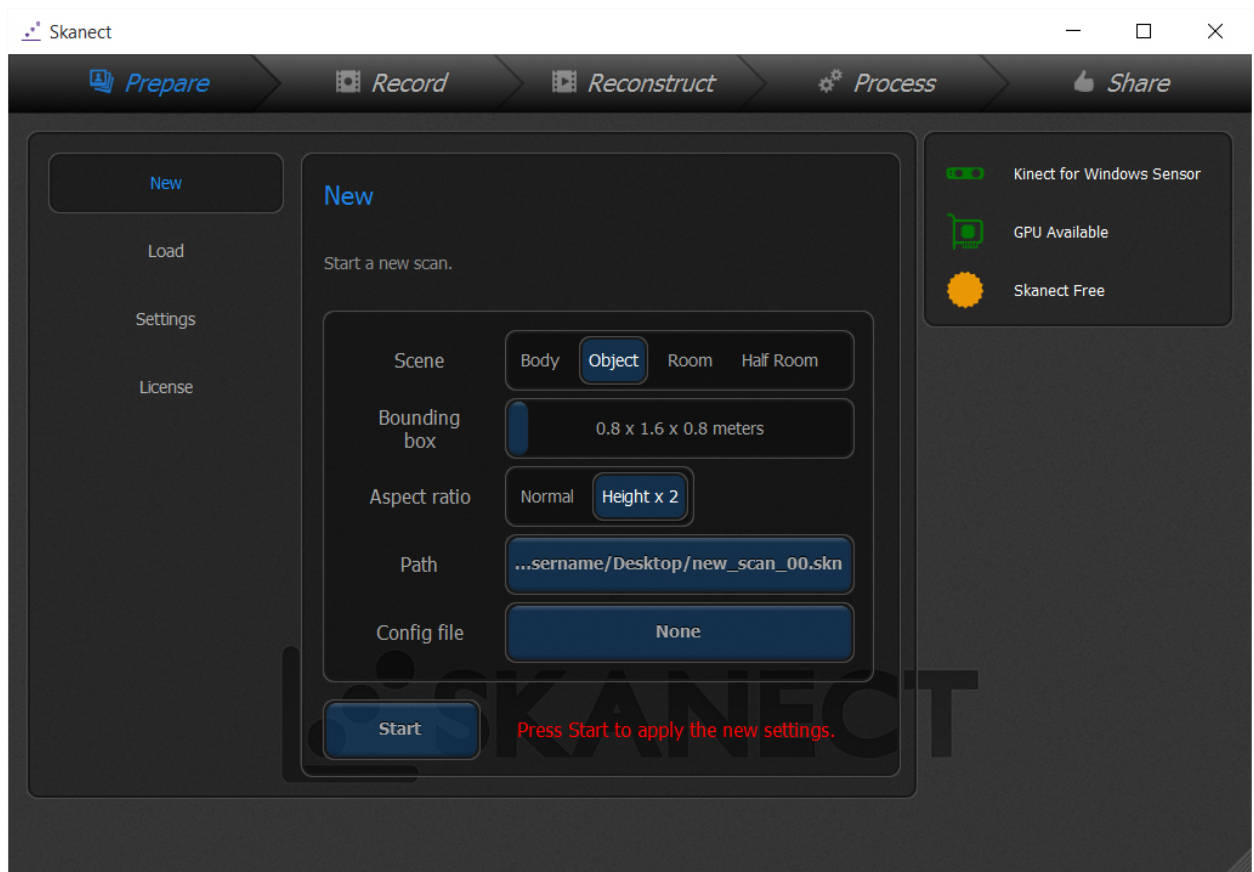 Skanect
Prepare
Record
Reconstruct
Process
Share
New
Load
Settings
License
New
Start a new scan.
Scene
Body Object Room Half Room
Bounding
box
0.8 x 1.6 x 0.8 meters
Aspect ratio
Normal Height x 2
Path
...sername/Desktop/new_scan_00.skn
Config file
None
Start
Press Start to apply the new settings.
SKANECT
Kinect for Windows Sensor
GPU Available
Skanect Free